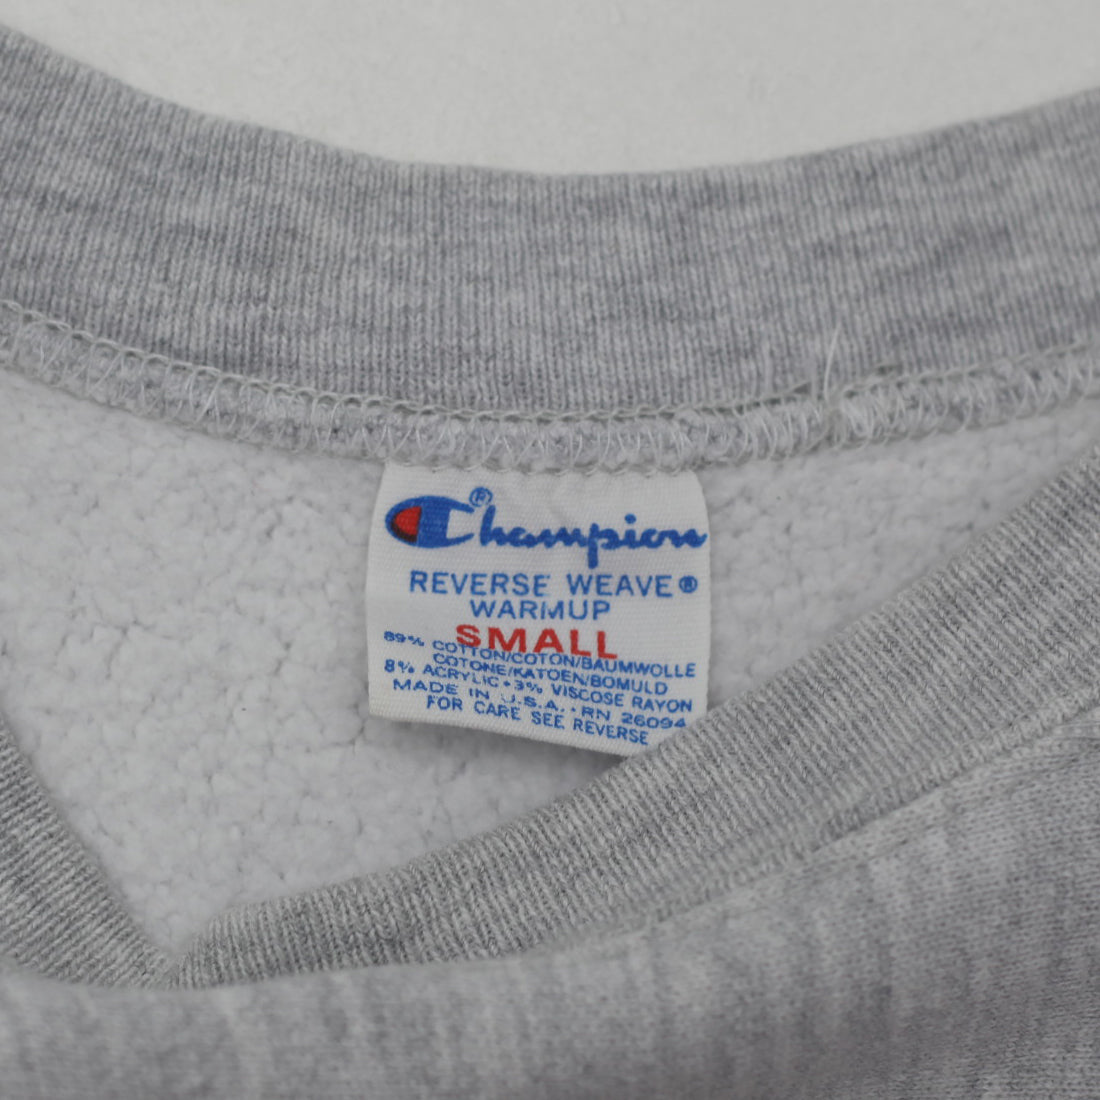 Champion®
REVERSE WEAVE®
WARMUP
SMALL
89% COTTON/COTON/BAUMWOLLE
COTONE/KATOEN/BOMULD
8% ACRYLIC • 3% VISCOSE RAYON
MADE IN U.S.A. • RN 26094
FOR CARE SEE REVERSE